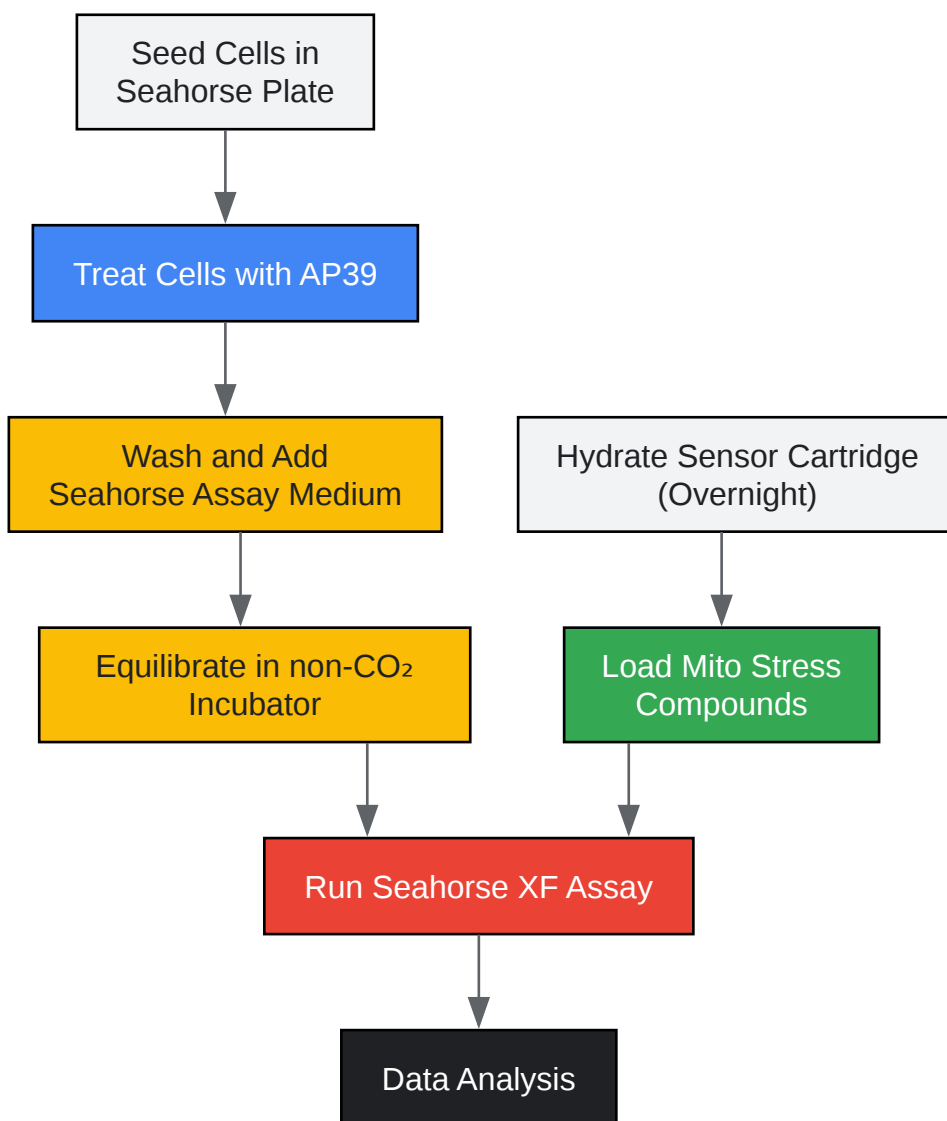 Seed Cells in
Seahorse Plate
Treat Cells with AP39
Wash and Add
Seahorse Assay Medium
Hydrate Sensor Cartridge
(Overnight)
Equilibrate in non-CO₂
Incubator
Load Mito Stress
Compounds
Run Seahorse XF Assay
Data Analysis